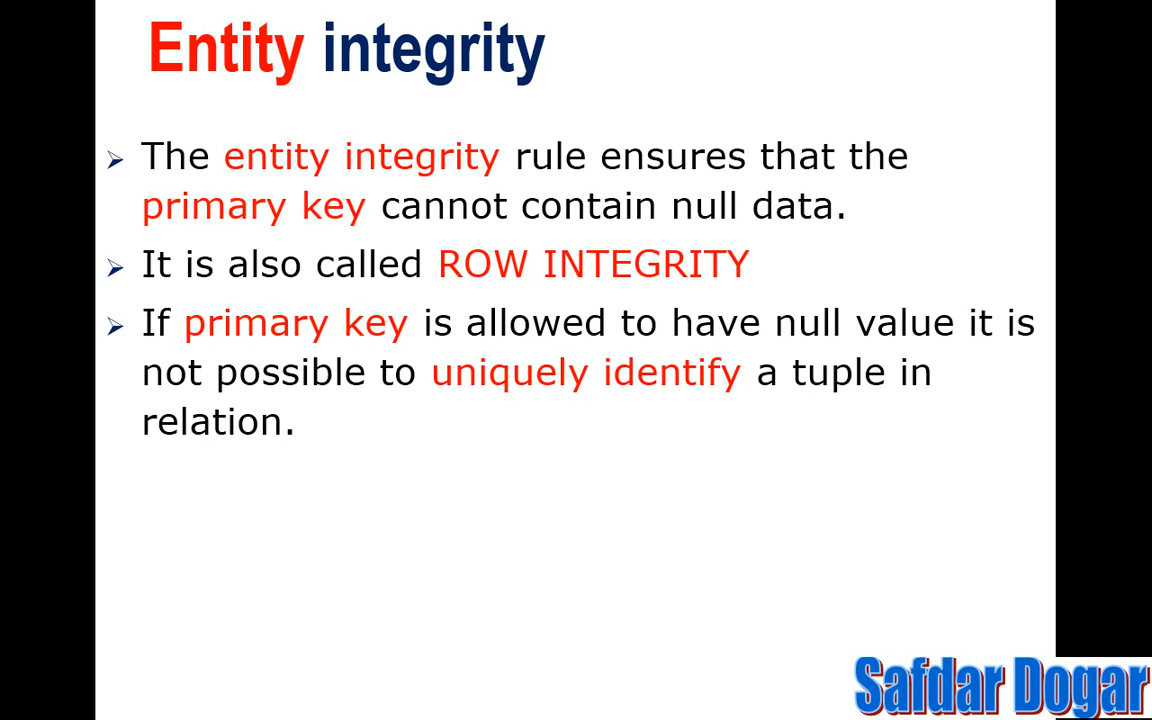 Entity integrity
The entity integrity rule ensures that the
primary key cannot contain null data.
It is also called ROW INTEGRITY
If primary key is allowed to have null value it is
not possible to uniquely identify a tuple in
relation.
Safdar Dogar